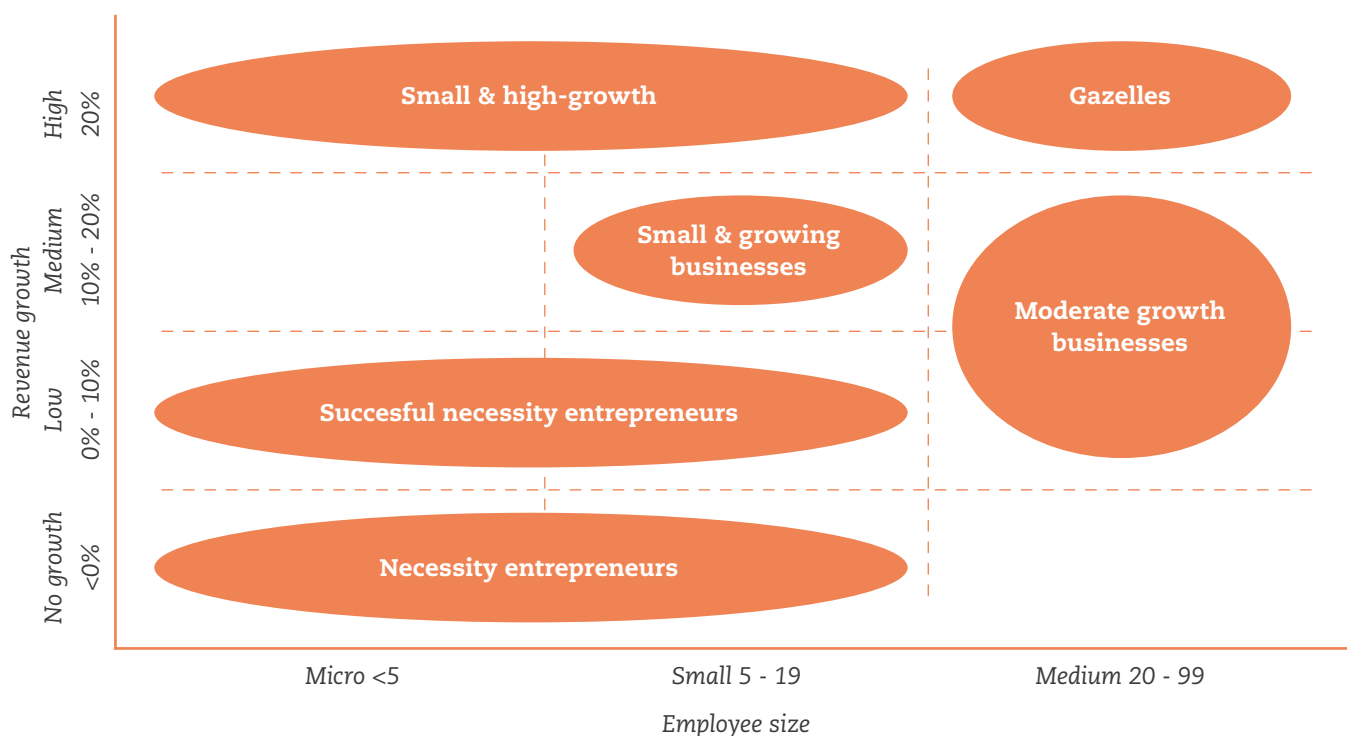 Revenue growth
High
20%
Small & high-growth
Gazelles
Medium
10% - 20%
Small & growing
businesses
Moderate growth
businesses
Low
0% - 10%
Succesful necessity entrepreneurs
No growth
<0%
Necessity entrepreneurs
Micro <5
Small 5 - 19
Medium 20 - 99
Employee size